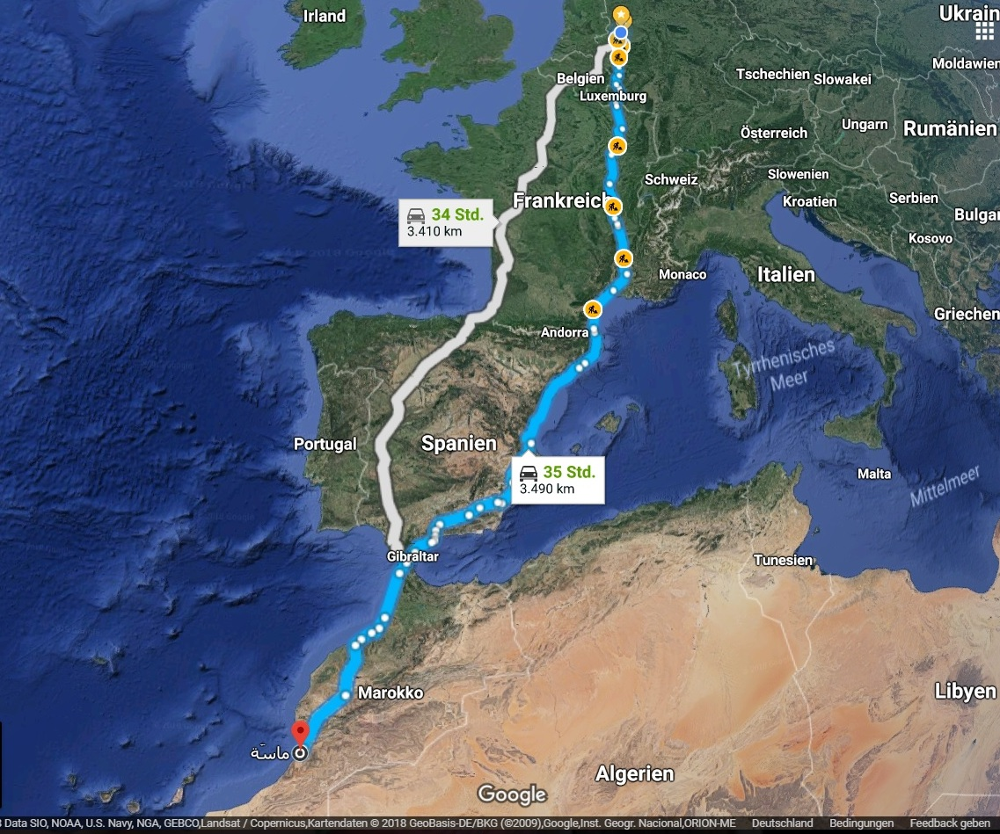 Irland
Ukrain
Belgien
Luxemburg
Tschechien
Slowakei
Moldawien
Österreich
Ungarn
Rumänien
Schweiz
Slowenien
Kroatien
Serbien
Bulgar
Frankreich
34 Std.
3.410 km
Kosovo
Monaco
Italien
Griechen
Andorra
Tyrrhenisches
Meer
Portugal
Spanien
35 Std.
3.490 km
Malta
Mittelmeer
Gibraltar
Tunesien
Marokko
Libyen
ماسّة
Algerien
Google
3 Data SIO, NOAA, U.S. Navy, NGA, GEBCO,Landsat / Copernicus,Kartendaten © 2018 GeoBasis-DE/BKG (©2009),Google,Inst. Geogr. Nacional,ORION-ME Deutschland Bedingungen Feedback geben